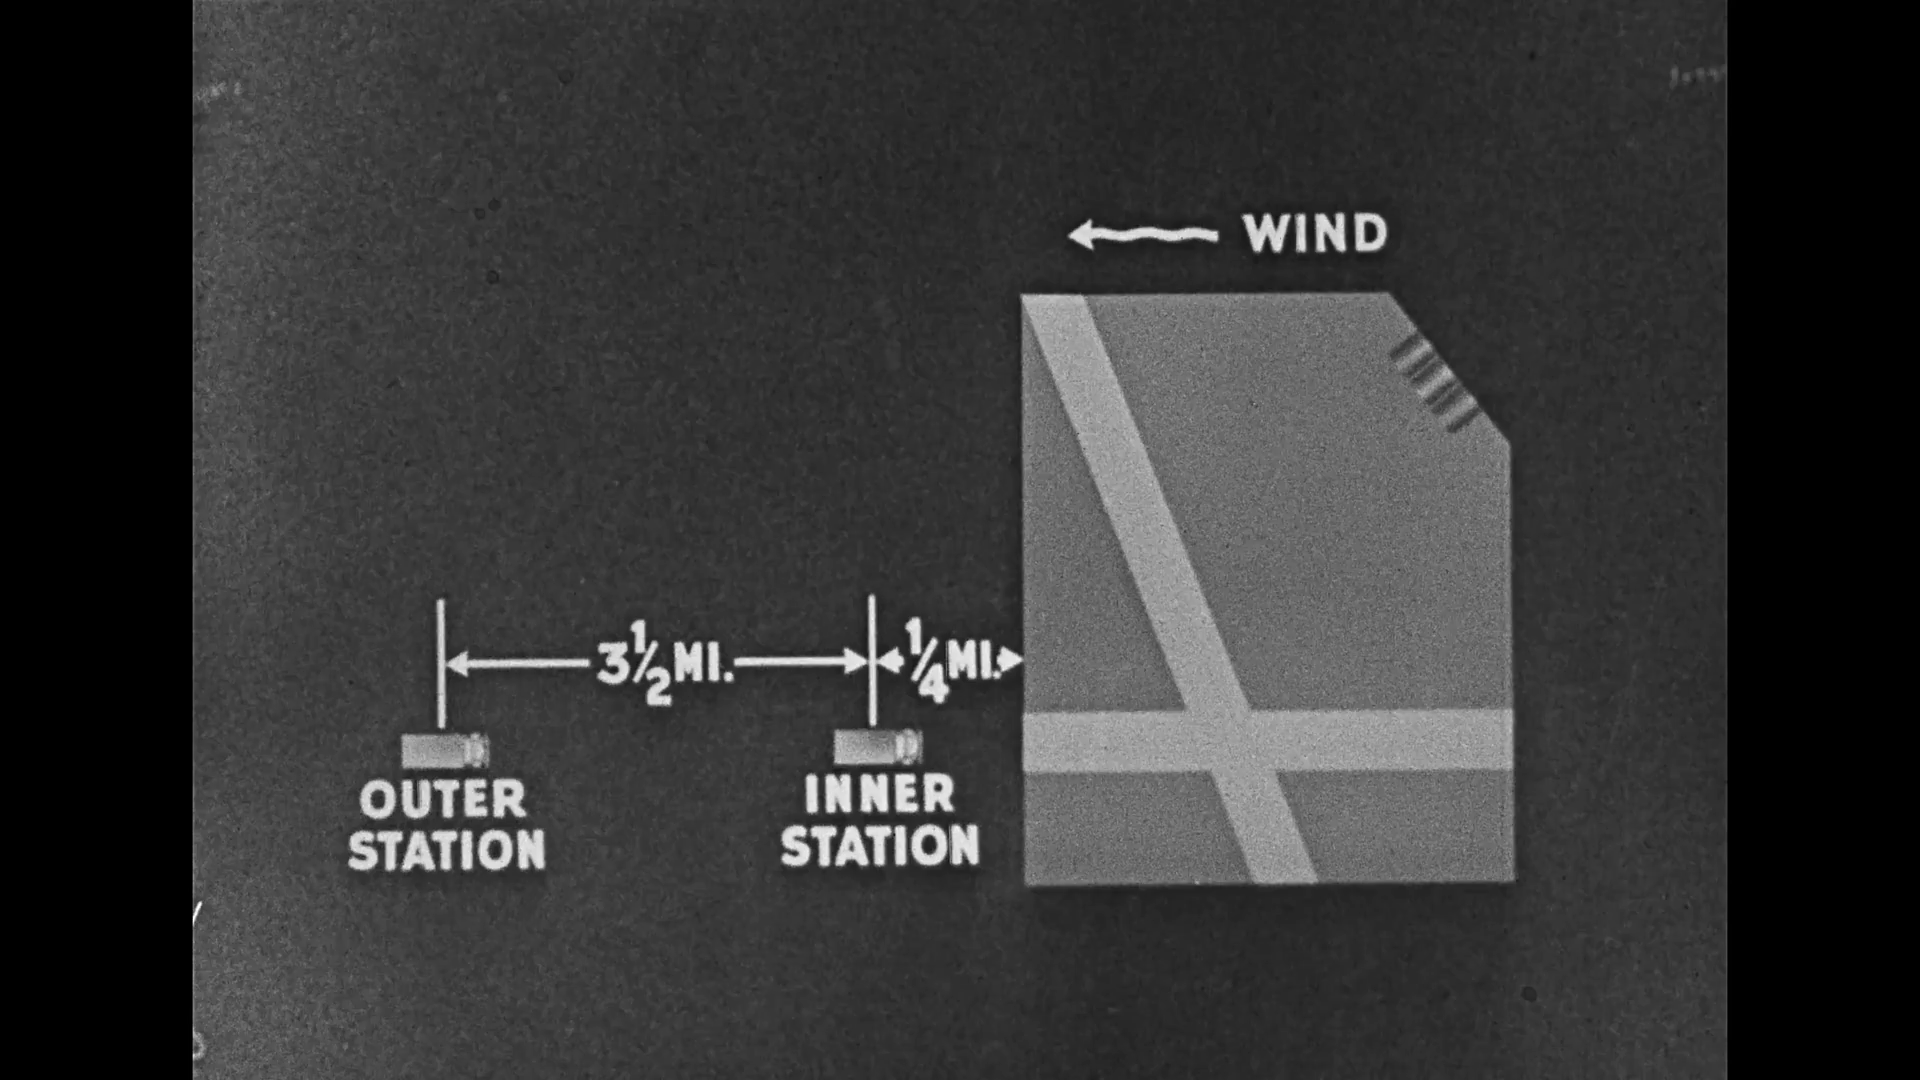 WIND
3½ MI.
¼ MI.
OUTER
STATION
INNER
STATION